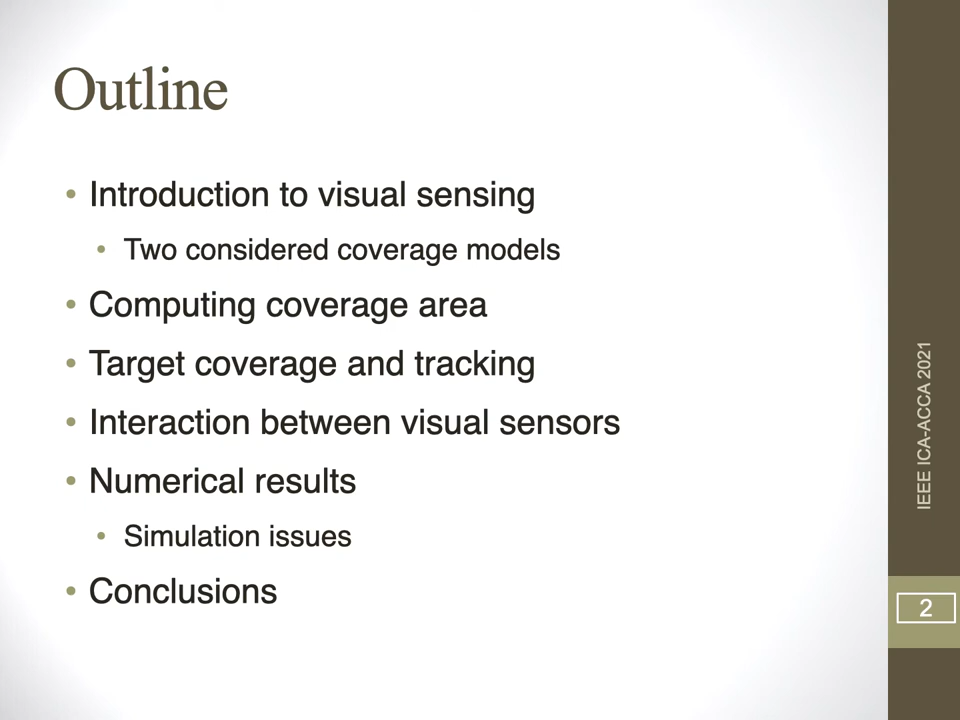 Outline
• Introduction to visual sensing
• Two considered coverage models
• Computing coverage area
• Target coverage and tracking
• Interaction between visual sensors
• Numerical results
• Simulation issues
• Conclusions
IEEE ICA-ACCA 2021
2